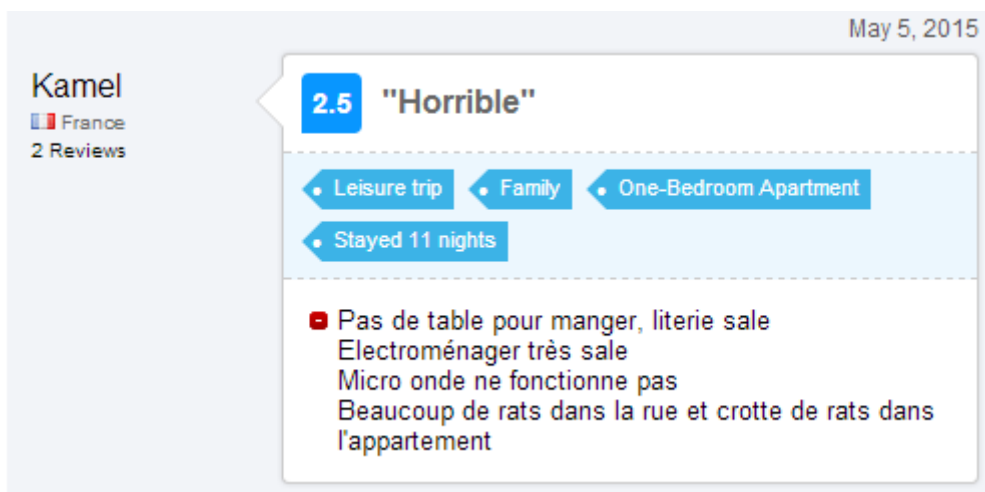 May 5, 2015
Kamel
France
2 Reviews
2.5 "Horrible"
Leisure trip Family One-Bedroom Apartment
Stayed 11 nights
Pas de table pour manger, literie sale
Electroménager très sale
Micro onde ne fonctionne pas
Beaucoup de rats dans la rue et crotte de rats dans
l'appartement